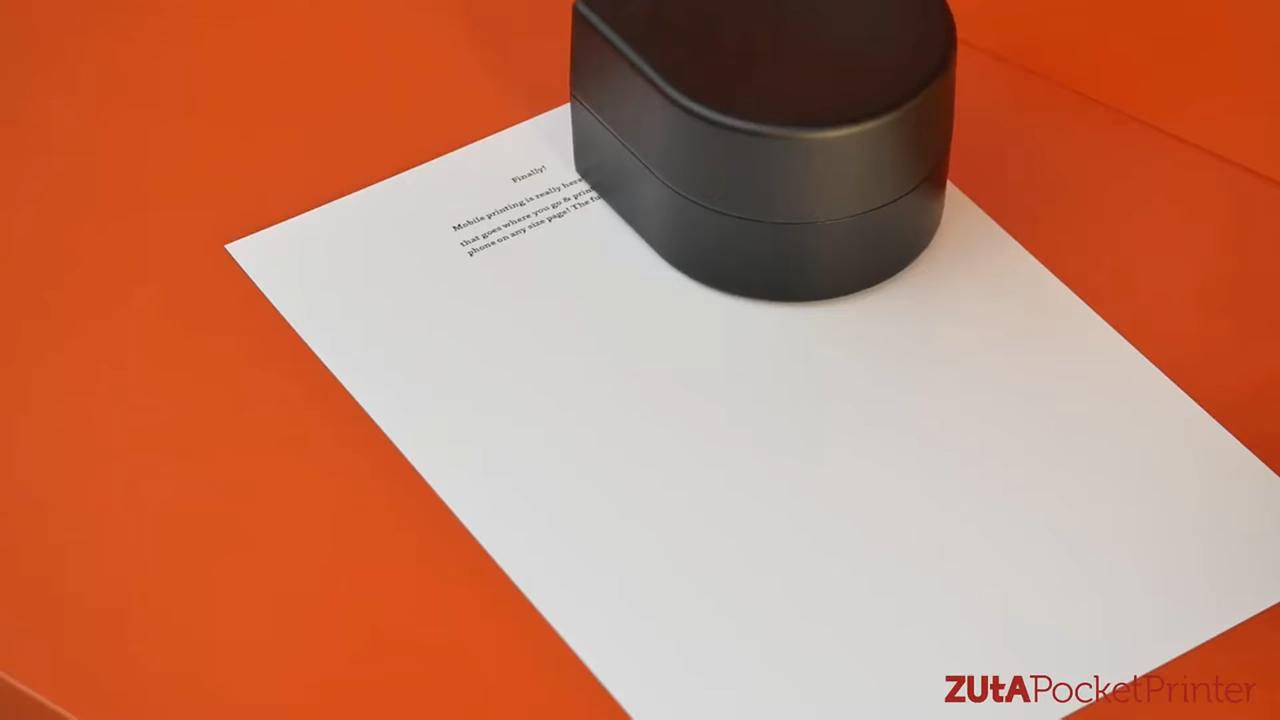 Finally!
Mobile printing is really here
that goes where you go & prin
phone on any size page! The fu
ZUtAPocketPrinter